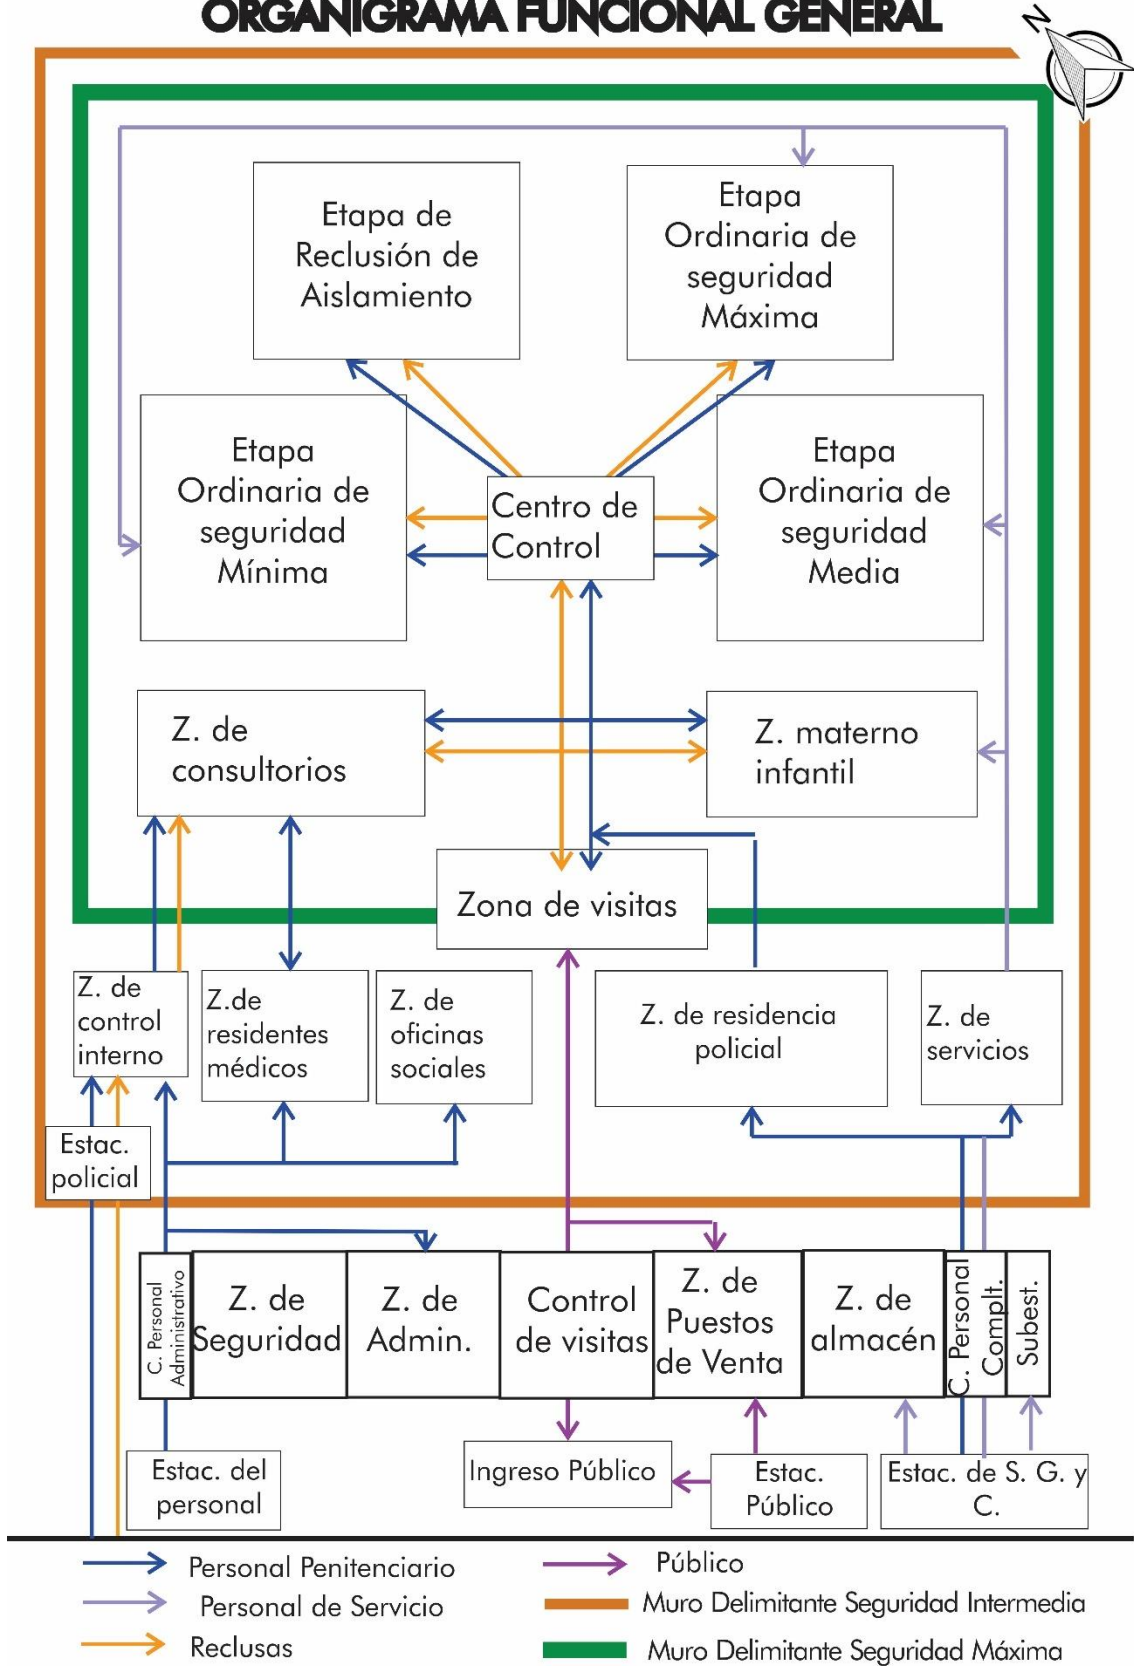 ORGANIGRAMA FUNCIONAL GENERAL
N
Etapa de
Reclusión de
Aislamiento
Etapa
Ordinaria de
seguridad
Máxima
Etapa
Ordinaria de
seguridad
Mínima
Centro de
Control
Etapa
Ordinaria de
seguridad
Media
Z. de
consultorios
Z. materno
infantil
Zona de visitas
Z. de
control
interno
Z.de
residentes
médicos
Z. de
oficinas
sociales
Z. de residencia
policial
Z. de
servicios
Estac.
policial
C. Personal
Administrativo
Z. de
Seguridad
Z. de
Admin.
Control
de visitas
Z. de
Puestos
de Venta
Z. de
almacén
C. Personal
Complt.
Subest.
Estac. del
personal
Ingreso Público
Estac.
Público
Estac. de S. G. y
C.
Personal Penitenciario
Personal de Servicio
Reclusas
Público
Muro Delimitante Seguridad Intermedia
Muro Delimitante Seguridad Máxima